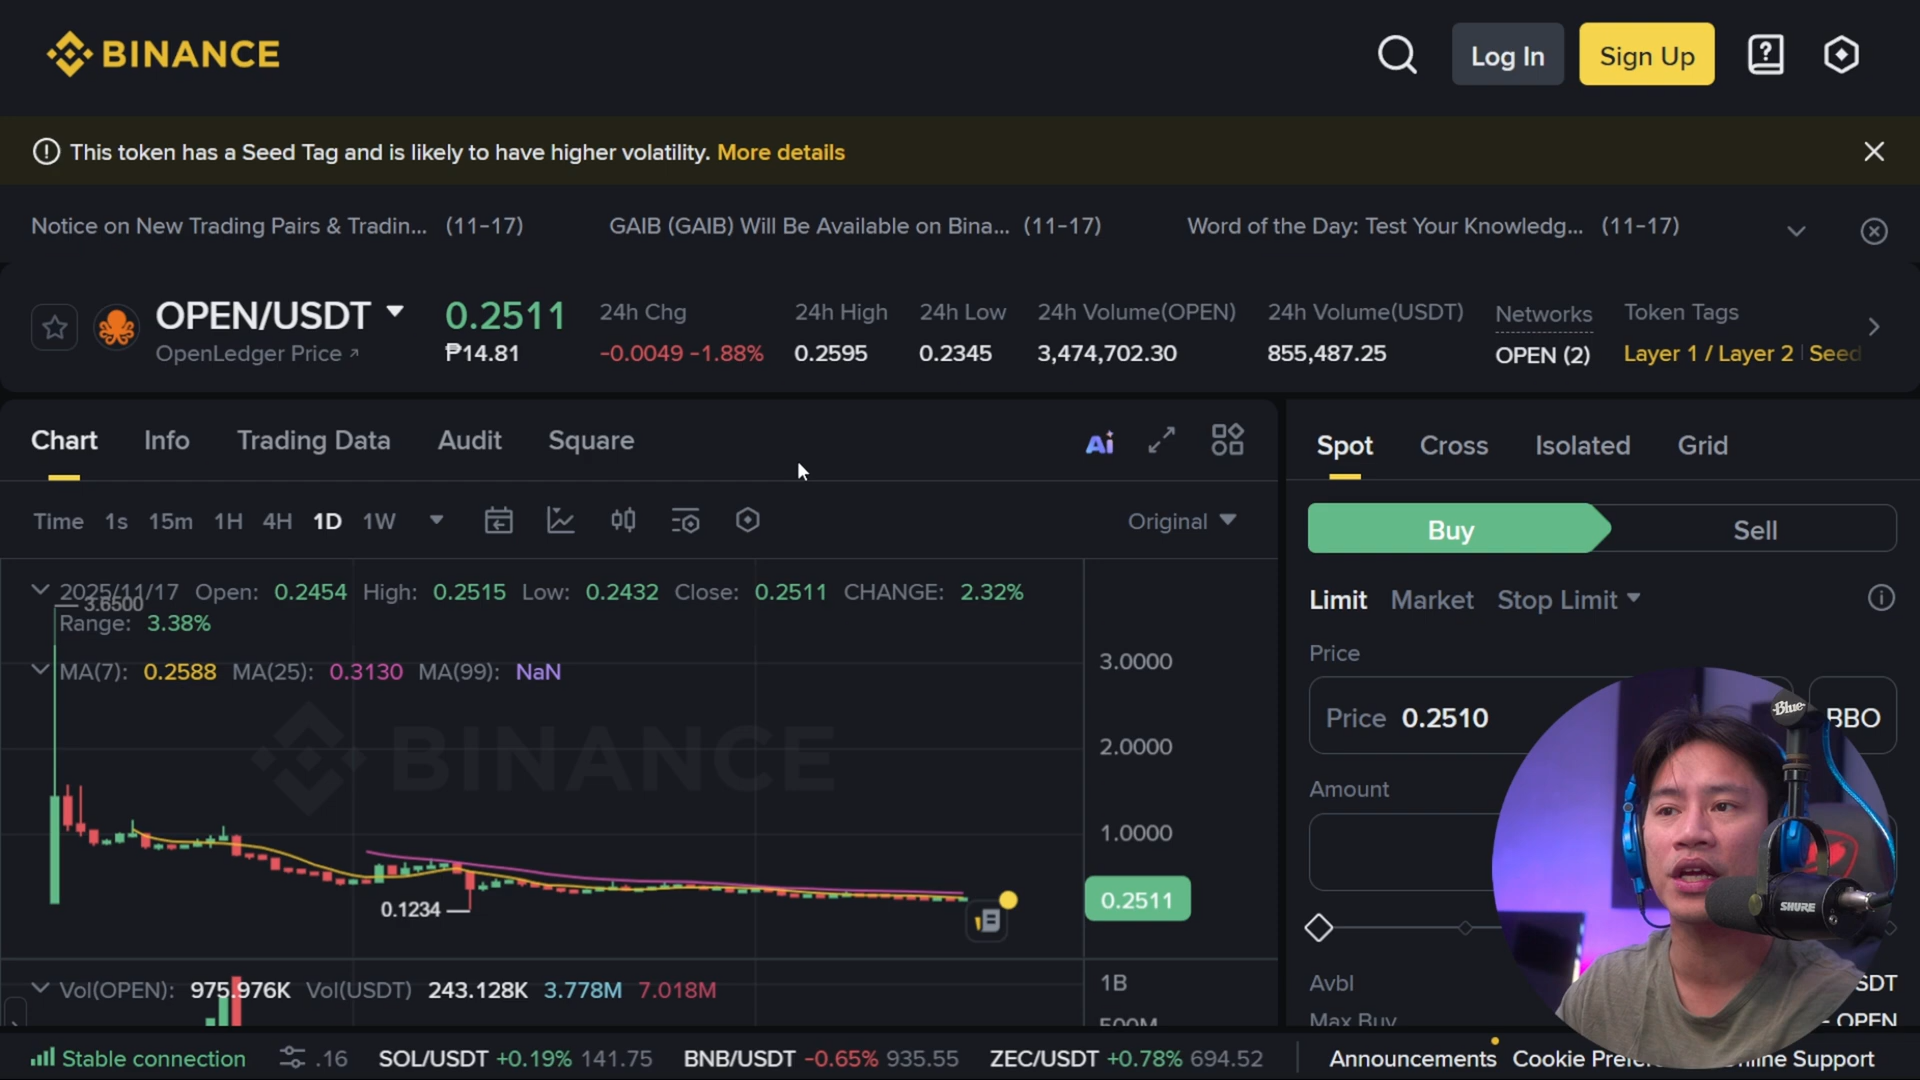 BINANCE
Log In
Sign Up
This token has a Seed Tag and is likely to have higher volatility. More details
Notice on New Trading Pairs & Tradin... (11-17)
GAIB (GAIB) Will Be Available on Bina... (11-17)
Word of the Day: Test Your Knowledg... (11-17)
OPEN/USDT
OpenLedger Price
0.2511
₱14.81
24h Chg
-0.0049 -1.88%
24h High
0.2595
24h Low
0.2345
24h Volume(OPEN)
3,474,702.30
24h Volume(USDT)
855,487.25
Networks
OPEN (2)
Token Tags
Layer 1 / Layer 2 | Seed
Chart Info Trading Data Audit Square
Ai
Time 1s 15m 1H 4H 1D 1W
Original
2025/11/17 Open: 0.2454 High: 0.2515 Low: 0.2432 Close: 0.2511 CHANGE: 2.32%
3.6500
Range: 3.38%
MA(7): 0.2588 MA(25): 0.3130 MA(99): NaN
BINANCE
3.0000
2.0000
1.0000
0.2511
0.1234
Vol(OPEN): 975.976K Vol(USDT) 243.128K 3.778M 7.018M
1B
500M
Spot Cross Isolated Grid
Buy
Sell
Limit Market Stop Limit
Price
Price 0.2510
BBO
Amount
Avbl
SDT
Max Buy
- OPEN
Blue
SHURE
Stable connection
.16
SOL/USDT +0.19% 141.75
BNB/USDT -0.65% 935.55
ZEC/USDT +0.78% 694.52
Announcements
Cookie Prefer
nline Support